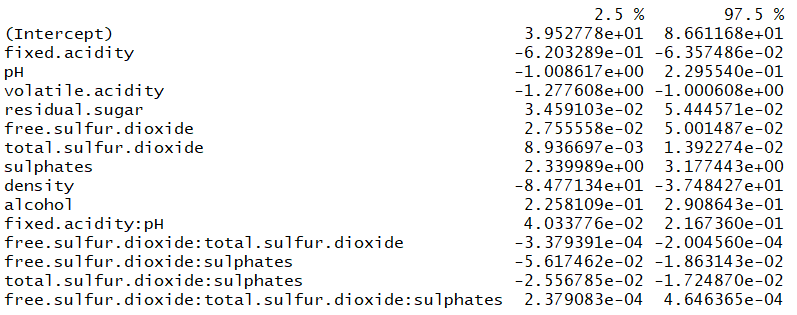 2.5 % 97.5 %
(Intercept) 3.952778e+01 8.661168e+01
fixed.acidity -6.203289e-01 -6.357486e-02
pH -1.008617e+00 2.295540e-01
volatile.acidity -1.277608e+00 -1.000608e+00
residual.sugar 3.459103e-02 5.444571e-02
free.sulfur.dioxide 2.755558e-02 5.001487e-02
total.sulfur.dioxide 8.936697e-03 1.392274e-02
sulphates 2.339989e+00 3.177443e+00
density -8.477134e+01 -3.748427e+01
alcohol 2.258109e-01 2.908643e-01
fixed.acidity:pH 4.033776e-02 2.167360e-01
free.sulfur.dioxide:total.sulfur.dioxide -3.379391e-04 -2.004560e-04
free.sulfur.dioxide:sulphates -5.617462e-02 -1.863143e-02
total.sulfur.dioxide:sulphates -2.556785e-02 -1.724870e-02
free.sulfur.dioxide:total.sulfur.dioxide:sulphates 2.379083e-04 4.646365e-04